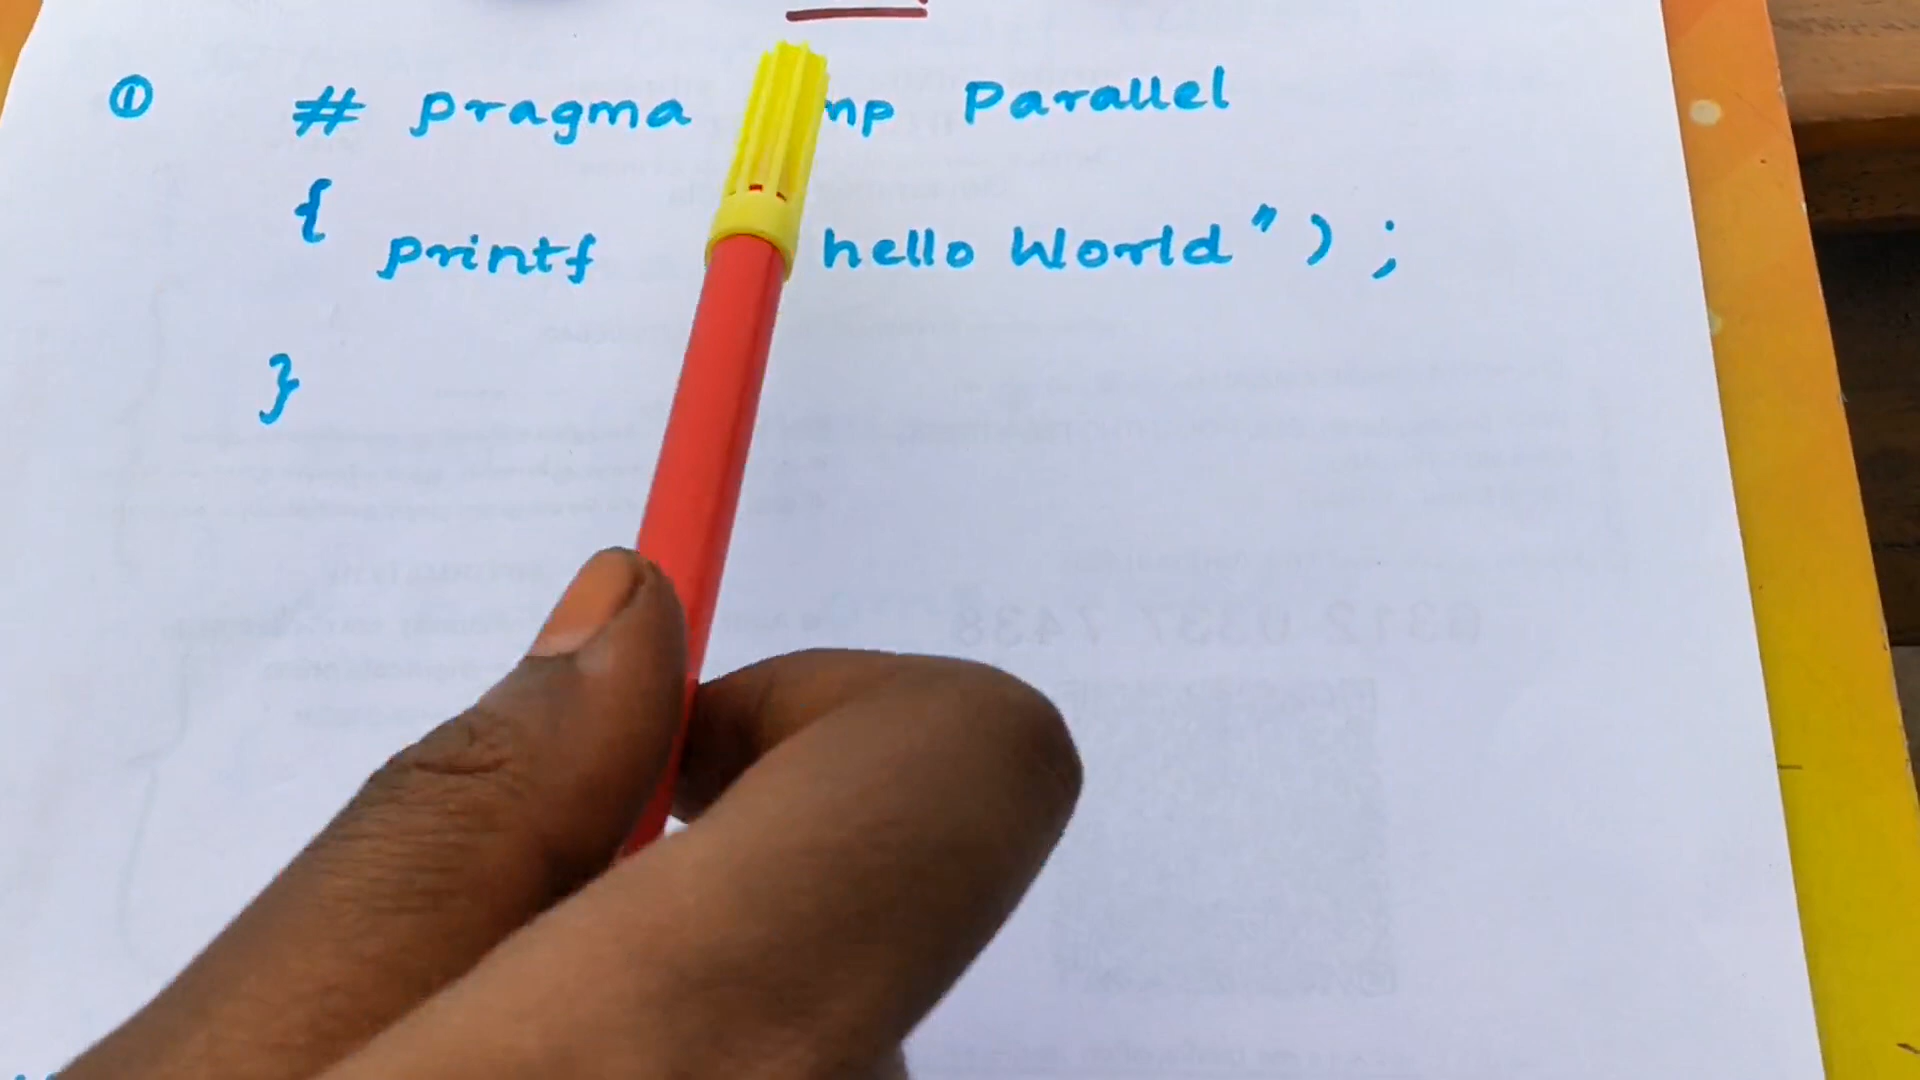 ① # pragma mp Parallel
{
printf hello World" ) ;
}